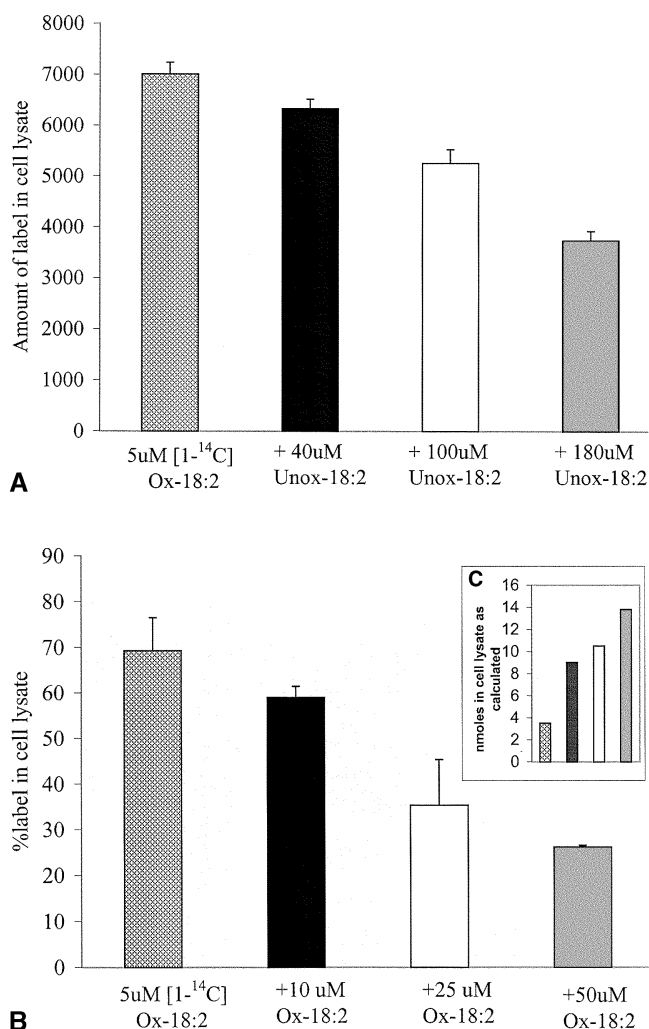 8000
7000
6000
5000
4000
3000
2000
1000
0
Amount of label in cell lysate
5uM [1-¹⁴C]
Ox-18:2
+ 40uM
Unox-18:2
+ 100uM
Unox-18:2
+ 180uM
Unox-18:2
A
90
80
70
60
50
40
30
20
10
0
%label in cell lysate
C
16
14
12
10
8
6
4
2
0
nmoles in cell lysate as
calculated
5uM [1-¹⁴C]
Ox-18:2
+10 uM
Ox-18:2
+25 uM
Ox-18:2
+50uM
Ox-18:2
B